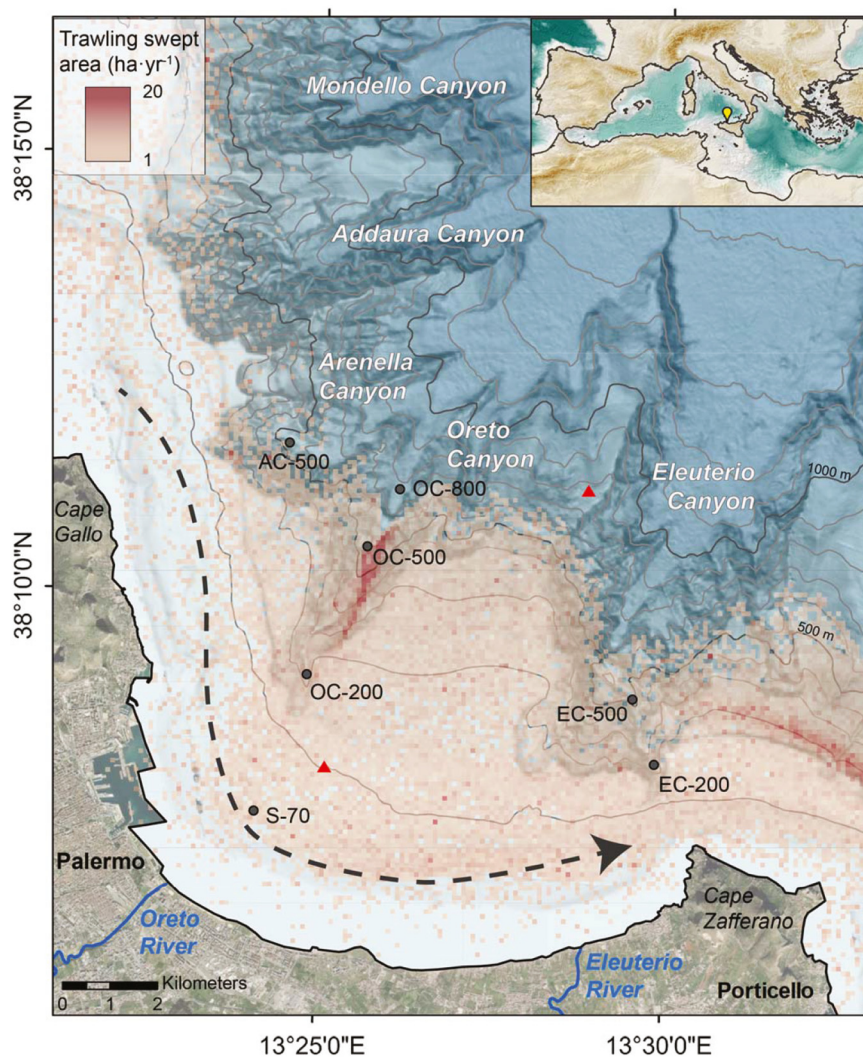 Trawling swept
area (ha·yr⁻¹)
20
1
Mondello Canyon
38°15'0"N
Addaura Canyon
Arenella
Canyon
Oreto
Canyon
AC-500
OC-800
Eleuterio
Canyon
1000 m
Cape
Gallo
OC-500
38°10'0"N
500 m
OC-200
EC-500
EC-200
S-70
Palermo
Cape
Zafferano
Oreto
River
Eleuterio
River
Kilometers
0 1 2
Porticello
13°25'0"E
13°30'0"E